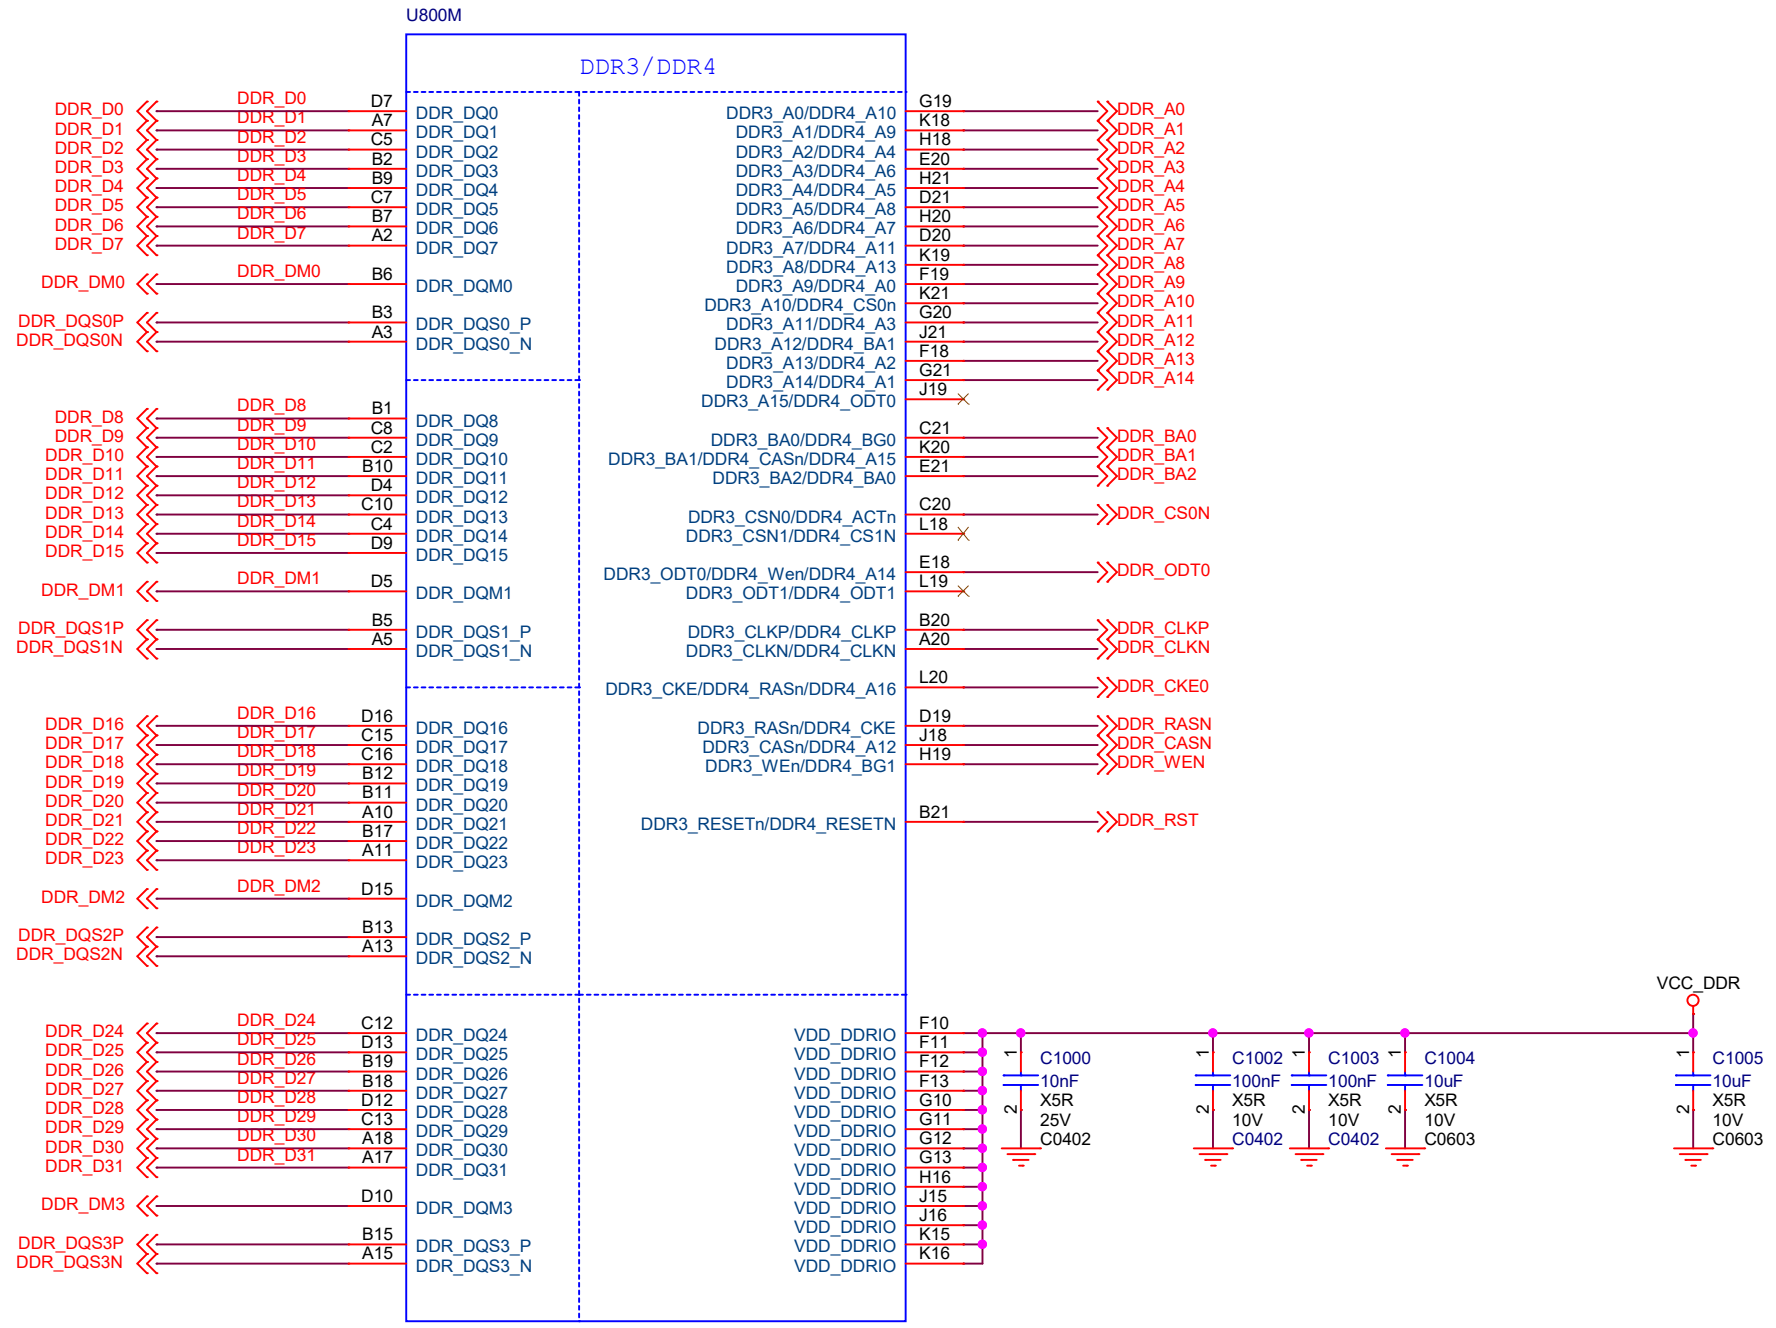 U800M
DDR3/DDR4
DDR_D0 DDR_D0 D7 DDR_DQ0
DDR_D1 DDR_D1 A7 DDR_DQ1
DDR_D2 DDR_D2 C5 DDR_DQ2
DDR_D3 DDR_D3 B2 DDR_DQ3
DDR_D4 DDR_D4 B9 DDR_DQ4
DDR_D5 DDR_D5 C7 DDR_DQ5
DDR_D6 DDR_D6 B7 DDR_DQ6
DDR_D7 DDR_D7 A2 DDR_DQ7
DDR_DM0 DDR_DM0 B6 DDR_DQM0
DDR_DQS0P B3 DDR_DQS0_P
DDR_DQS0N A3 DDR_DQS0_N
DDR_D8 DDR_D8 B1 DDR_DQ8
DDR_D9 DDR_D9 C8 DDR_DQ9
DDR_D10 DDR_D10 C2 DDR_DQ10
DDR_D11 DDR_D11 B10 DDR_DQ11
DDR_D12 DDR_D12 D4 DDR_DQ12
DDR_D13 DDR_D13 C10 DDR_DQ13
DDR_D14 DDR_D14 C4 DDR_DQ14
DDR_D15 DDR_D15 D9 DDR_DQ15
DDR_DM1 DDR_DM1 D5 DDR_DQM1
DDR_DQS1P B5 DDR_DQS1_P
DDR_DQS1N A5 DDR_DQS1_N
DDR_D16 DDR_D16 D16 DDR_DQ16
DDR_D17 DDR_D17 C15 DDR_DQ17
DDR_D18 DDR_D18 C16 DDR_DQ18
DDR_D19 DDR_D19 B12 DDR_DQ19
DDR_D20 DDR_D20 B11 DDR_DQ20
DDR_D21 DDR_D21 A10 DDR_DQ21
DDR_D22 DDR_D22 B17 DDR_DQ22
DDR_D23 DDR_D23 A11 DDR_DQ23
DDR_DM2 DDR_DM2 D15 DDR_DQM2
DDR_DQS2P B13 DDR_DQS2_P
DDR_DQS2N A13 DDR_DQS2_N
DDR_D24 DDR_D24 C12 DDR_DQ24
DDR_D25 DDR_D25 D13 DDR_DQ25
DDR_D26 DDR_D26 B19 DDR_DQ26
DDR_D27 DDR_D27 B18 DDR_DQ27
DDR_D28 DDR_D28 D12 DDR_DQ28
DDR_D29 DDR_D29 C13 DDR_DQ29
DDR_D30 DDR_D30 A18 DDR_DQ30
DDR_D31 DDR_D31 A17 DDR_DQ31
DDR_DM3 D10 DDR_DQM3
DDR_DQS3P B15 DDR_DQS3_P
DDR_DQS3N A15 DDR_DQS3_N
DDR3_A0/DDR4_A10 G19 DDR_A0
DDR3_A1/DDR4_A9 K18 DDR_A1
DDR3_A2/DDR4_A4 H18 DDR_A2
DDR3_A3/DDR4_A6 E20 DDR_A3
DDR3_A4/DDR4_A5 H21 DDR_A4
DDR3_A5/DDR4_A8 D21 DDR_A5
DDR3_A6/DDR4_A7 H20 DDR_A6
DDR3_A7/DDR4_A11 D20 DDR_A7
DDR3_A8/DDR4_A13 K19 DDR_A8
DDR3_A9/DDR4_A0 F19 DDR_A9
DDR3_A10/DDR4_CS0n K21 DDR_A10
DDR3_A11/DDR4_A3 G20 DDR_A11
DDR3_A12/DDR4_BA1 J21 DDR_A12
DDR3_A13/DDR4_A2 F18 DDR_A13
DDR3_A14/DDR4_A1 G21 DDR_A14
DDR3_A15/DDR4_ODT0 J19
DDR3_BA0/DDR4_BG0 C21 DDR_BA0
DDR3_BA1/DDR4_CASn/DDR4_A15 K20 DDR_BA1
DDR3_BA2/DDR4_BA0 E21 DDR_BA2
DDR3_CSN0/DDR4_ACTn C20 DDR_CS0N
DDR3_CSN1/DDR4_CS1N L18
DDR3_ODT0/DDR4_Wen/DDR4_A14 E18 DDR_ODT0
DDR3_ODT1/DDR4_ODT1 L19
DDR3_CLKP/DDR4_CLKP B20 DDR_CLKP
DDR3_CLKN/DDR4_CLKN A20 DDR_CLKN
DDR3_CKE/DDR4_RASn/DDR4_A16 L20 DDR_CKE0
DDR3_RASn/DDR4_CKE D19 DDR_RASN
DDR3_CASn/DDR4_A12 J18 DDR_CASN
DDR3_WEn/DDR4_BG1 H19 DDR_WEN
DDR3_RESETn/DDR4_RESETN B21 DDR_RST
VDD_DDRIO F10
VDD_DDRIO F11
VDD_DDRIO F12
VDD_DDRIO F13
VDD_DDRIO G10
VDD_DDRIO G11
VDD_DDRIO G12
VDD_DDRIO G13
VDD_DDRIO H16
VDD_DDRIO J15
VDD_DDRIO J16
VDD_DDRIO K15
VDD_DDRIO K16
VCC_DDR
1 C1000 1 C1002 1 C1003 1 C1004 1 C1005
10nF 100nF 100nF 10uF 10uF
X5R X5R X5R X5R X5R
2 25V 2 10V 2 10V 2 10V 2 10V
C0402 C0402 C0402 C0603 C0603